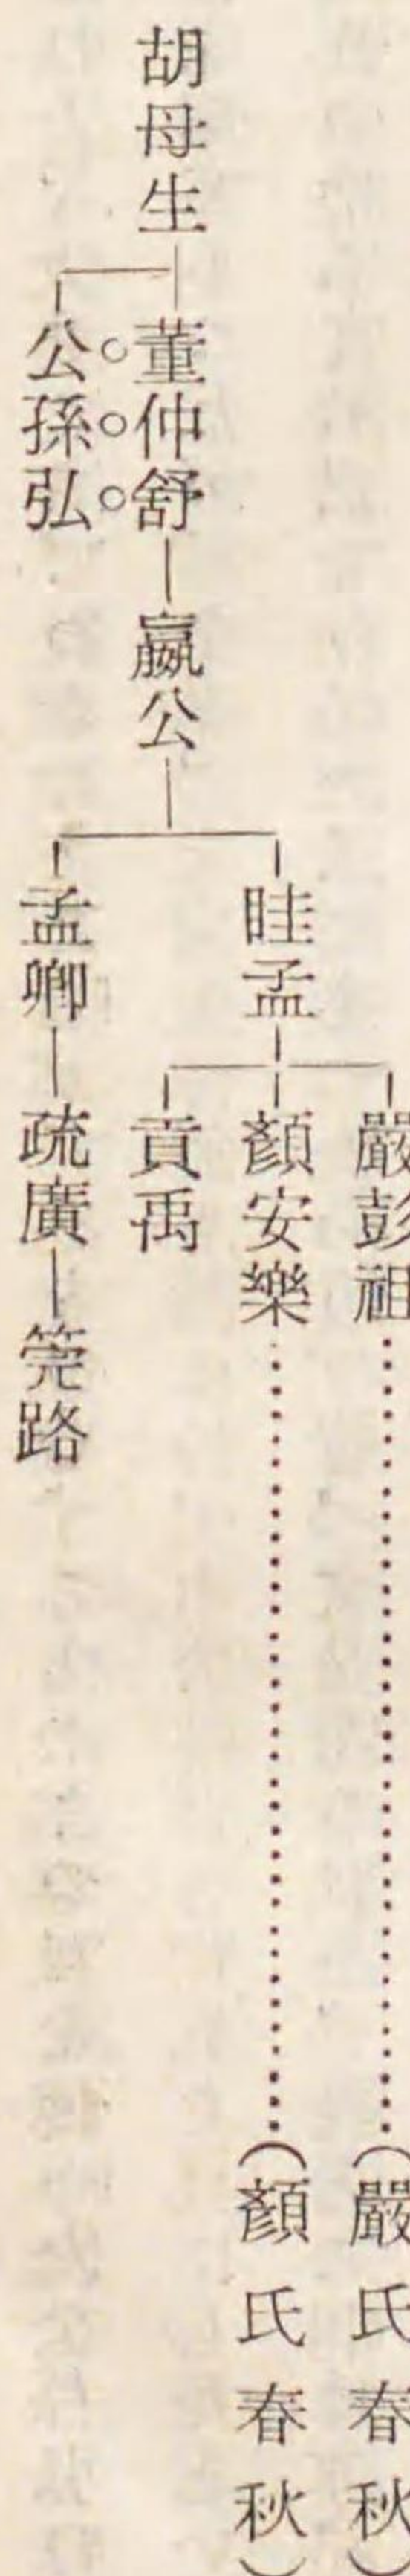 嚴彭祖……(嚴氏春秋)
眭孟
顏安樂……(顏氏春秋)
胡母生
董仲舒
嬴公
貢禹
公孫弘
孟卿
疏廣
筦路